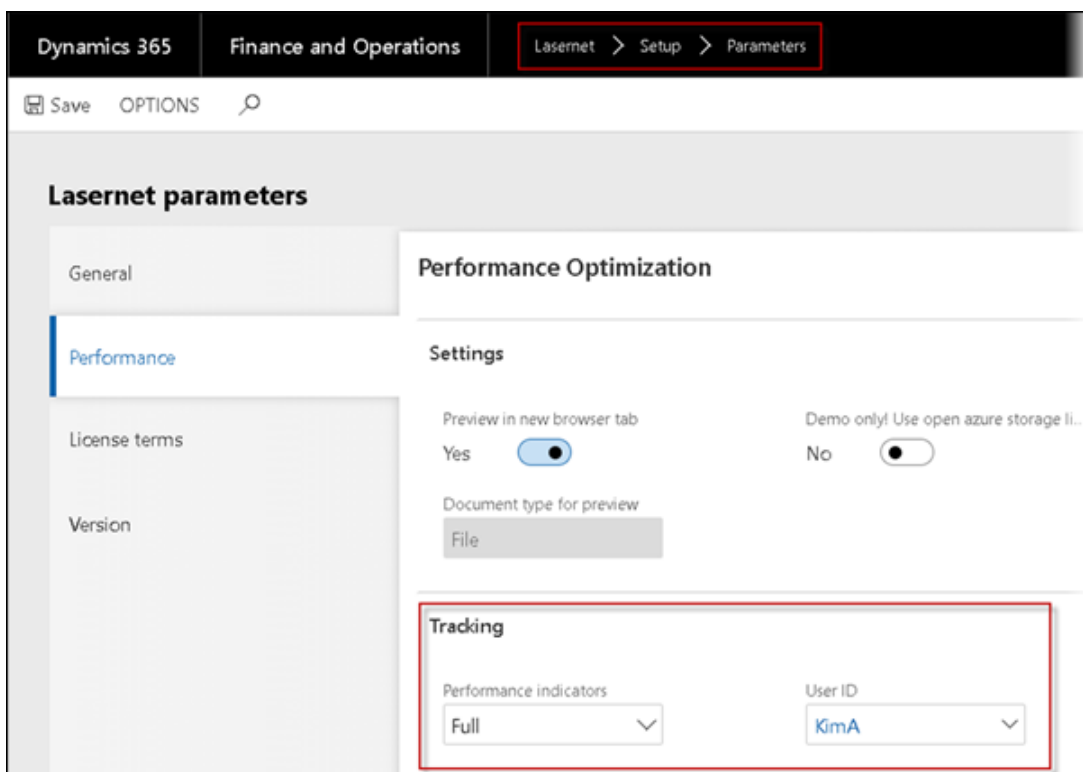 Dynamics 365 Finance and Operations Lasernet > Setup > Parameters
Save OPTIONS
Lasernet parameters
General
Performance
License terms
Version
Performance Optimization
Settings
Preview in new browser tab
Yes
Demo only! Use open azure storage li...
No
Document type for preview
File
Tracking
Performance indicators
Full
User ID
KimA